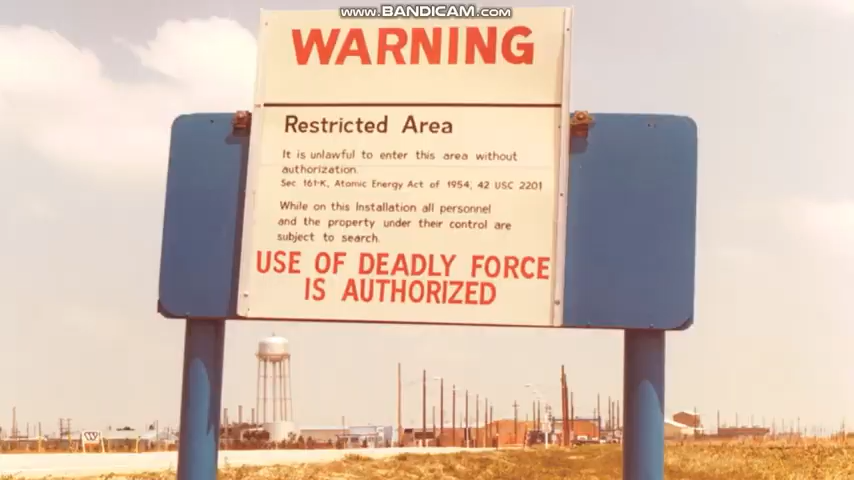 www.BANDICAM.com
WARNING
Restricted Area
It is unlawful to enter this area without
authorization.
Sec 161-K, Atomic Energy Act of 1954; 42 USC 2201
While on this Installation all personnel
and the property under their control are
subject to search.
USE OF DEADLY FORCE
IS AUTHORIZED
W